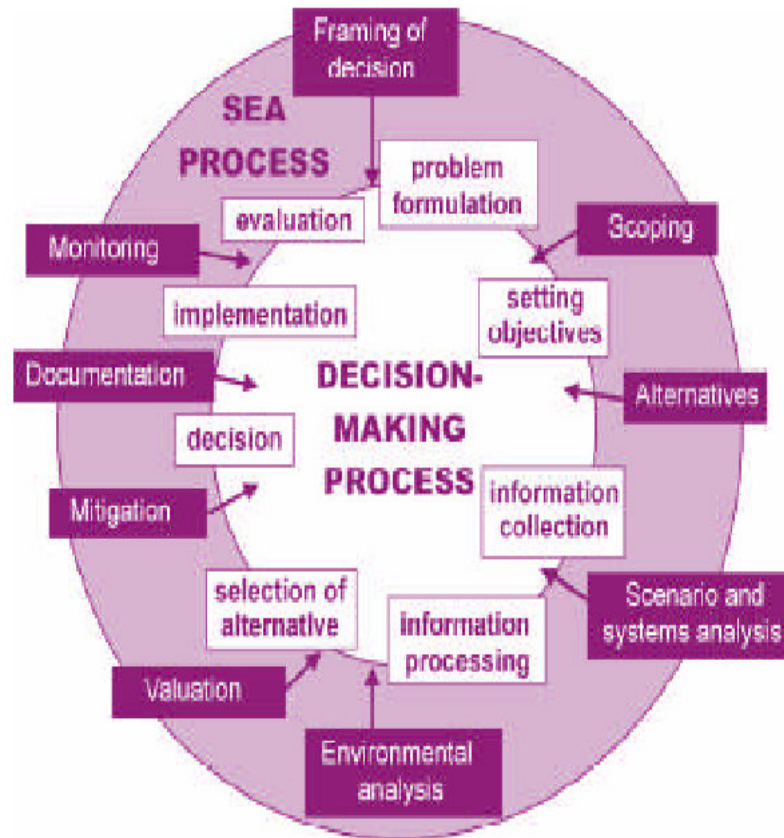 Framing of
decision
SEA
PROCESS
problem
formulation
evaluation
Scoping
Monitoring
setting
objectives
implementation
Documentation
DECISION-
MAKING
PROCESS
Alternatives
decision
information
collection
Mitigation
selection of
alternative
Scenario and
systems analysis
information
processing
Valuation
Environmental
analysis